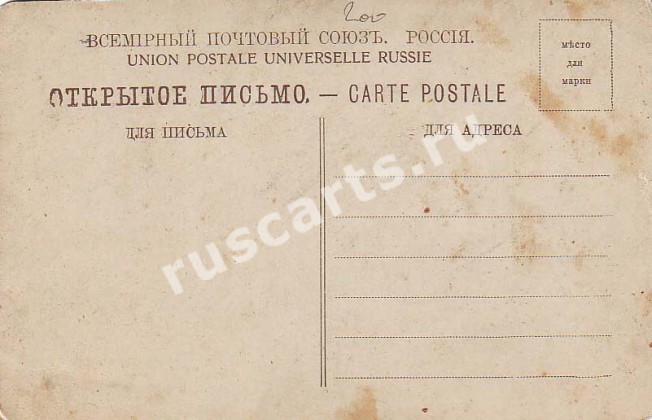 200
ВСЕМІРНЫЙ ПОЧТОВЫЙ СОЮЗЪ. РОССІЯ.
UNION POSTALE UNIVERSELLE RUSSIE
ОТКРЫТОЕ ПИСЬМО. — CARTE POSTALE
мѣсто
для
марки
ДЛЯ ПИСЬМА
ДЛЯ АДРЕСА
ruscarts.ru